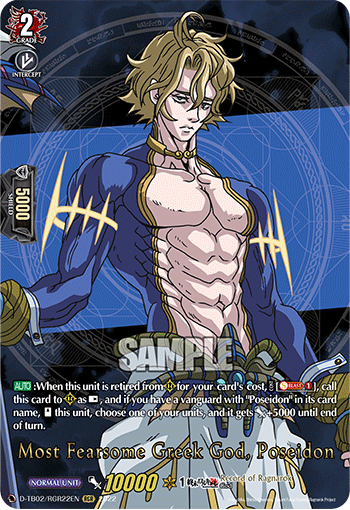 2
GRADE
INTERCEPT
5000
SHIELD
SAMPLE
AUTO :When this unit is retired from for your card's cost, COST [ 1 ], call
this card to as , and if you have a vanguard with "Poseidon" in its card
name, this unit, choose one of your units, and it gets +5000 until end
of turn.
Most Fearsome Greek God, Poseidon
NORMAL UNIT 10000 1 Record of Ragnarok
D-TB02/RGR22EN RGR 2022